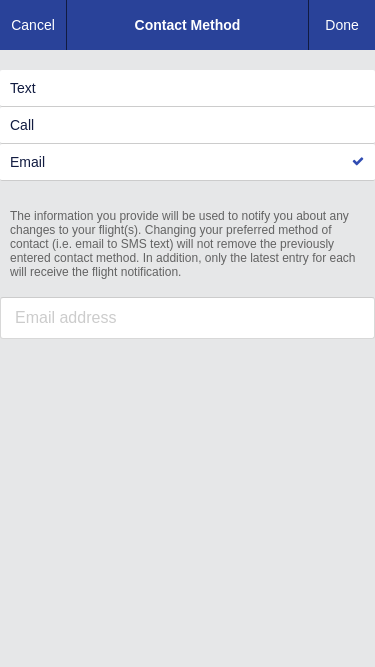 Cancel
Contact Method
Done
Text
Call
Email
The information you provide will be used to notify you about any
changes to your flight(s). Changing your preferred method of
contact (i.e. email to SMS text) will not remove the previously
entered contact method. In addition, only the latest entry for each
will receive the flight notification.
Email address